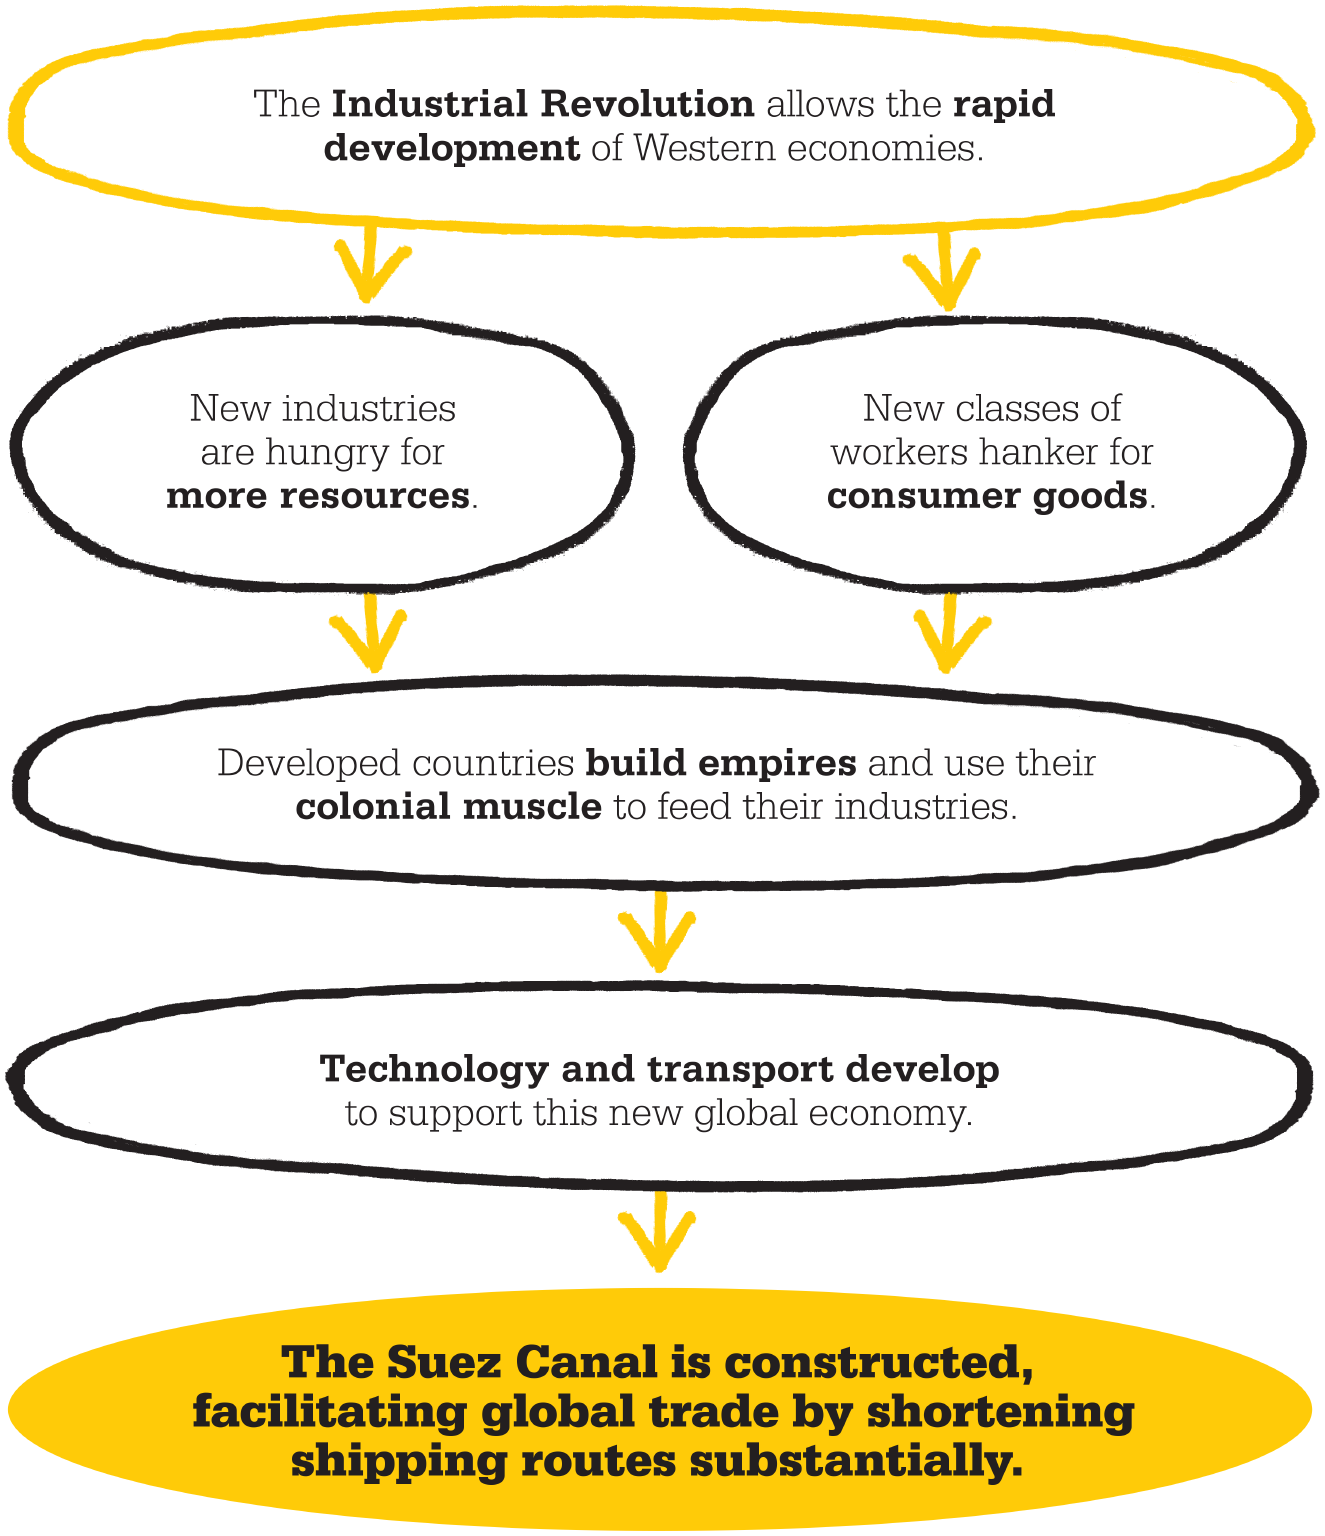 The Industrial Revolution allows the rapid
development of Western economies.
New industries
are hungry for
more resources.
New classes of
workers hanker for
consumer goods.
Developed countries build empires and use their
colonial muscle to feed their industries.
Technology and transport develop
to support this new global economy.
The Suez Canal is constructed,
facilitating global trade by shortening
shipping routes substantially.